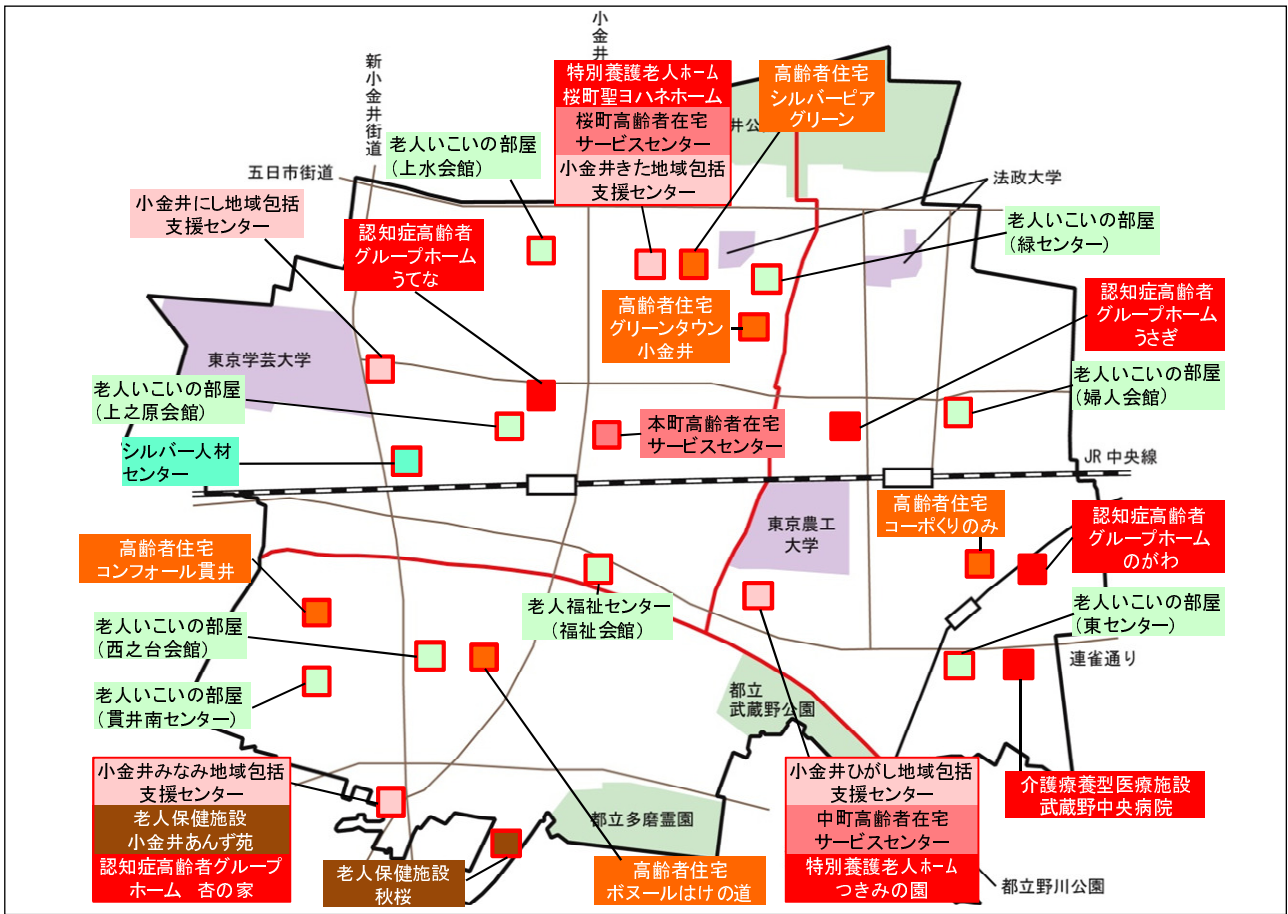 小金井
新小金井街道
特別養護老人ホーム
桜町聖ヨハネホーム
桜町高齢者在宅
サービスセンター
小金井きた地域包括
支援センター
高齢者住宅
シルバーピア
グリーン
井公
老人いこいの部屋
(上水会館)
五日市街道
法政大学
小金井にし地域包括
支援センター
認知症高齢者
グループホーム
うてな
老人いこいの部屋
(緑センター)
高齢者住宅
グリーンタウン
小金井
認知症高齢者
グループホーム
うさぎ
東京学芸大学
老人いこいの部屋
(上之原会館)
老人いこいの部屋
(婦人会館)
本町高齢者在宅
サービスセンター
シルバー人材
センター
JR中央線
高齢者住宅
コーポくりのみ
東京農工
大学
認知症高齢者
グループホーム
のがわ
高齢者住宅
コンフォール貫井
老人福祉センター
(福祉会館)
老人いこいの部屋
(東センター)
老人いこいの部屋
(西之台会館)
連雀通り
老人いこいの部屋
(貫井南センター)
都立
武蔵野公園
小金井みなみ地域包括
支援センター
老人保健施設
小金井あんず苑
認知症高齢者グループ
ホーム 杏の家
小金井ひがし地域包括
支援センター
中町高齢者在宅
サービスセンター
特別養護老人ホーム
つきみの園
介護療養型医療施設
武蔵野中央病院
都立多磨霊園
老人保健施設
秋桜
高齢者住宅
ボヌールはけの道
都立野川公園